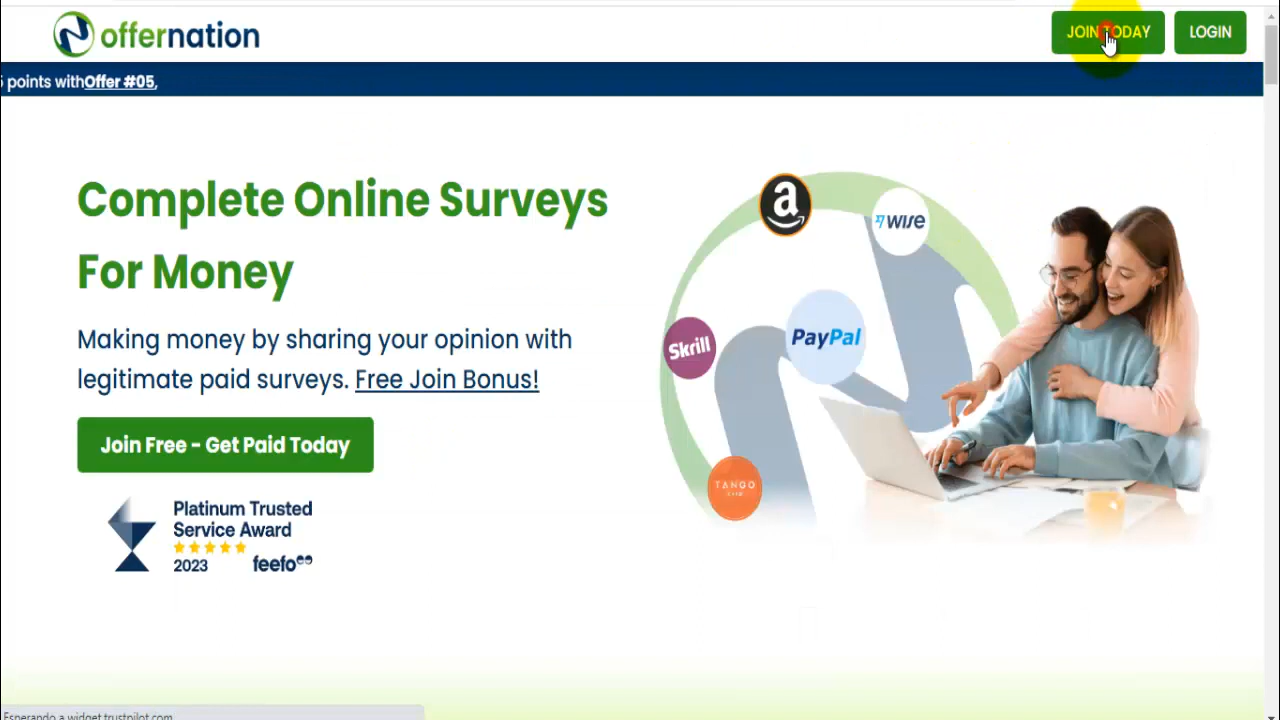 offernation
JOIN TODAY
LOGIN
points with Offer #05,
Complete Online Surveys
For Money
Making money by sharing your opinion with
legitimate paid surveys. Free Join Bonus!
Join Free - Get Paid Today
Platinum Trusted
Service Award
2023 feefo
a
WISE
Skrill
PayPal
TANGO
Esperando a widget.trustpilot.com